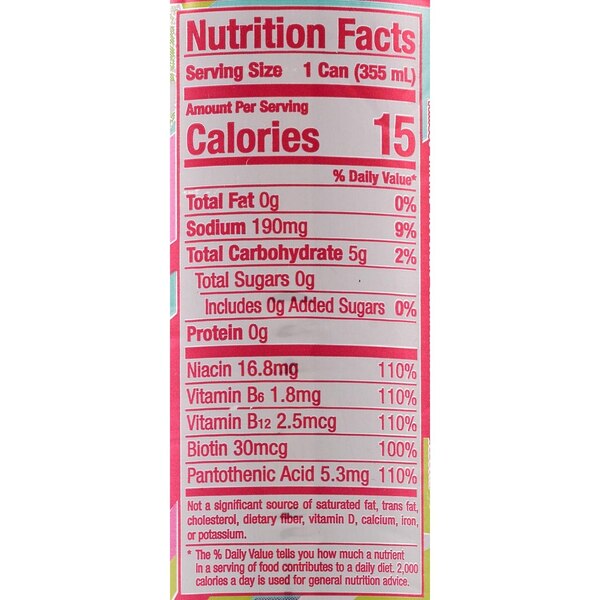 Nutrition Facts
Serving Size 1 Can (355 mL)
Amount Per Serving
Calories 15
% Daily Value*
Total Fat 0g 0%
Sodium 190mg 9%
Total Carbohydrate 5g 2%
Total Sugars 0g
Includes 0g Added Sugars 0%
Protein 0g
Niacin 16.8mg 110%
Vitamin B6 1.8mg 110%
Vitamin B12 2.5mcg 110%
Biotin 30mcg 100%
Pantothenic Acid 5.3mg 110%
Not a significant source of saturated fat, trans fat,
cholesterol, dietary fiber, vitamin D, calcium, iron,
or potassium.
* The % Daily Value tells you how much a nutrient
in a serving of food contributes to a daily diet. 2,000
calories a day is used for general nutrition advice.